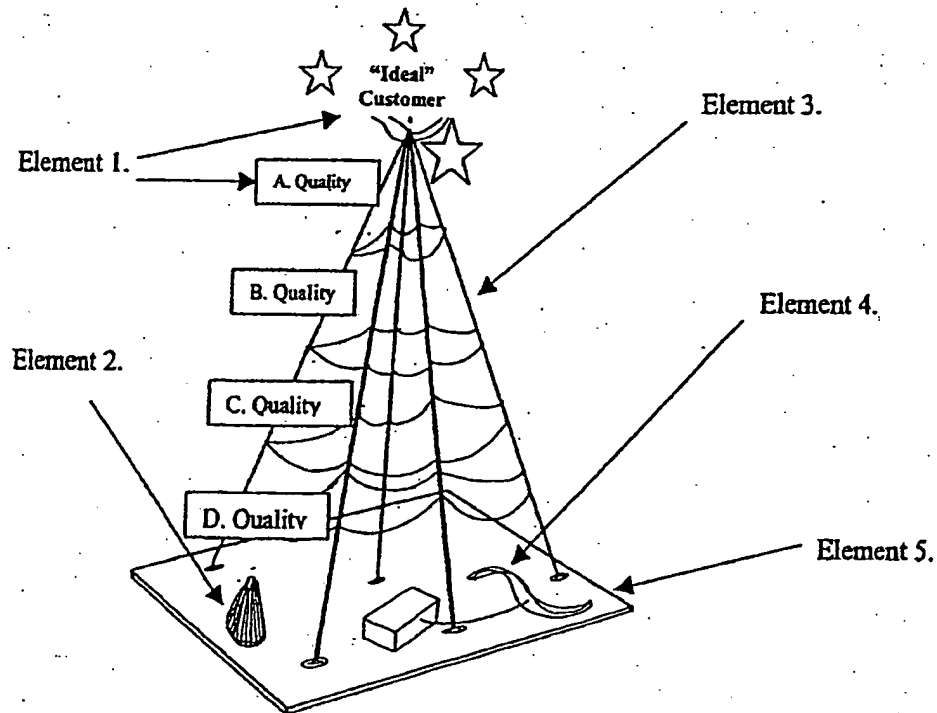 "Ideal"
Customer
Element 3.
Element 1.
A. Quality
B. Quality
Element 4.
Element 2.
C. Quality
D. Quality
Element 5.